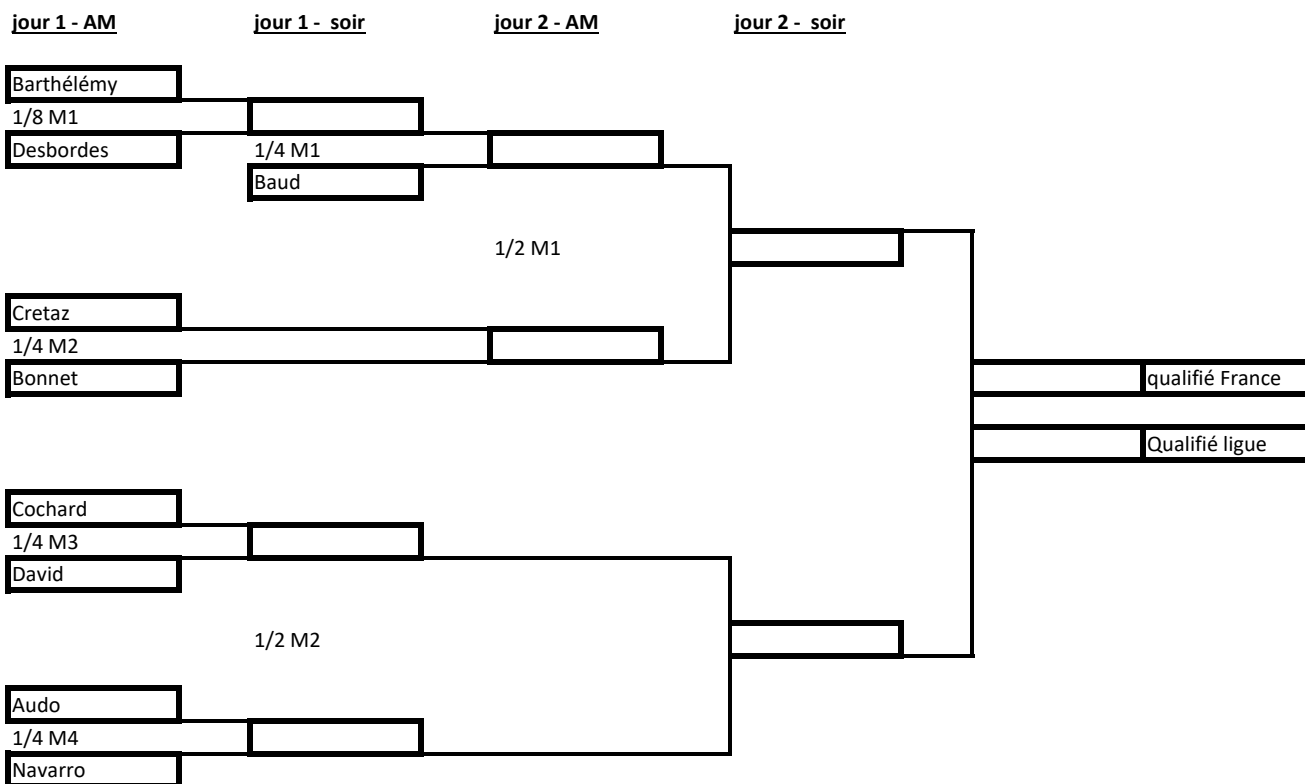 jour 1 - AM jour 1 -  soir jour 2 - AM jour 2 - soir
Barthélémy
1/8 M1
Desbordes 1/4 M1
Baud
1/2 M1
Cretaz
1/4 M2
Bonnet qualifié France
Qualifié ligue
Cochard
1/4 M3
David
1/2 M2
Audo
1/4 M4
Navarro